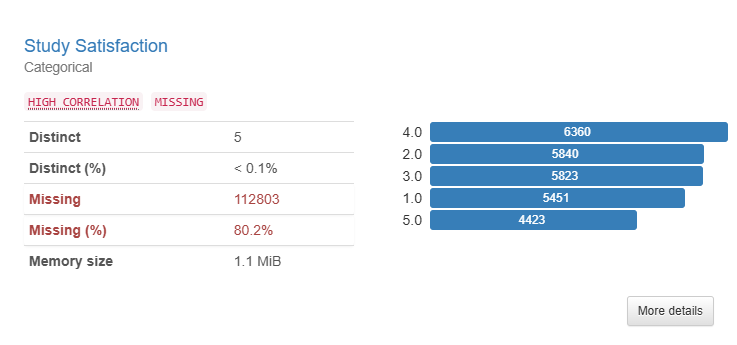 Study Satisfaction
Categorical
HIGH CORRELATION MISSING
Distinct 5
Distinct (%) < 0.1%
Missing 112803
Missing (%) 80.2%
Memory size 1.1 MiB
4.0 6360
2.0 5840
3.0 5823
1.0 5451
5.0 4423
More details